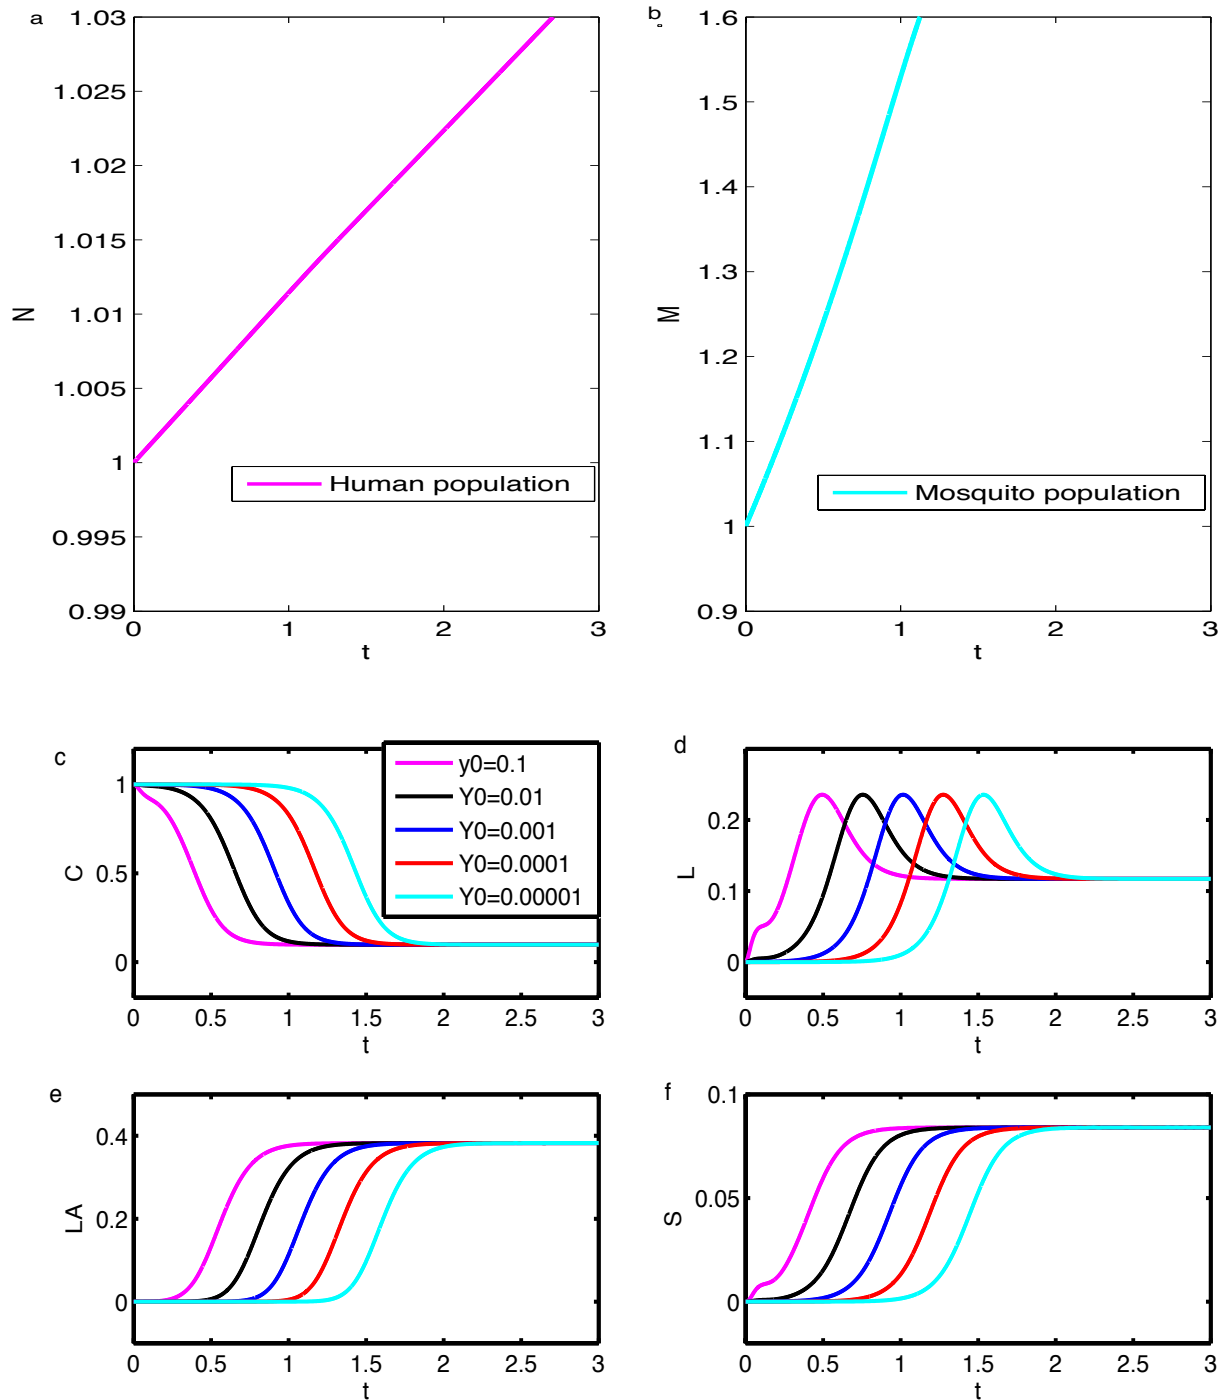 a
1.03
1.025
1.02
1.015
1.01
1.005
1
0.995
0.99
N
0 1 2 3
t
Human population
b
1.6
1.5
1.4
1.3
1.2
1.1
1
0.9
M
0 1 2 3
t
Mosquito population
c
1
0.5
0
C
0 0.5 1 1.5 2 2.5 3
t
y0=0.1
Y0=0.01
Y0=0.001
Y0=0.0001
Y0=0.00001
d
0.2
0.1
0
L
0 0.5 1 1.5 2 2.5 3
t
e
0.4
0.2
0
LA
0 0.5 1 1.5 2 2.5 3
t
f
0.1
0.05
0
S
0 0.5 1 1.5 2 2.5 3
t